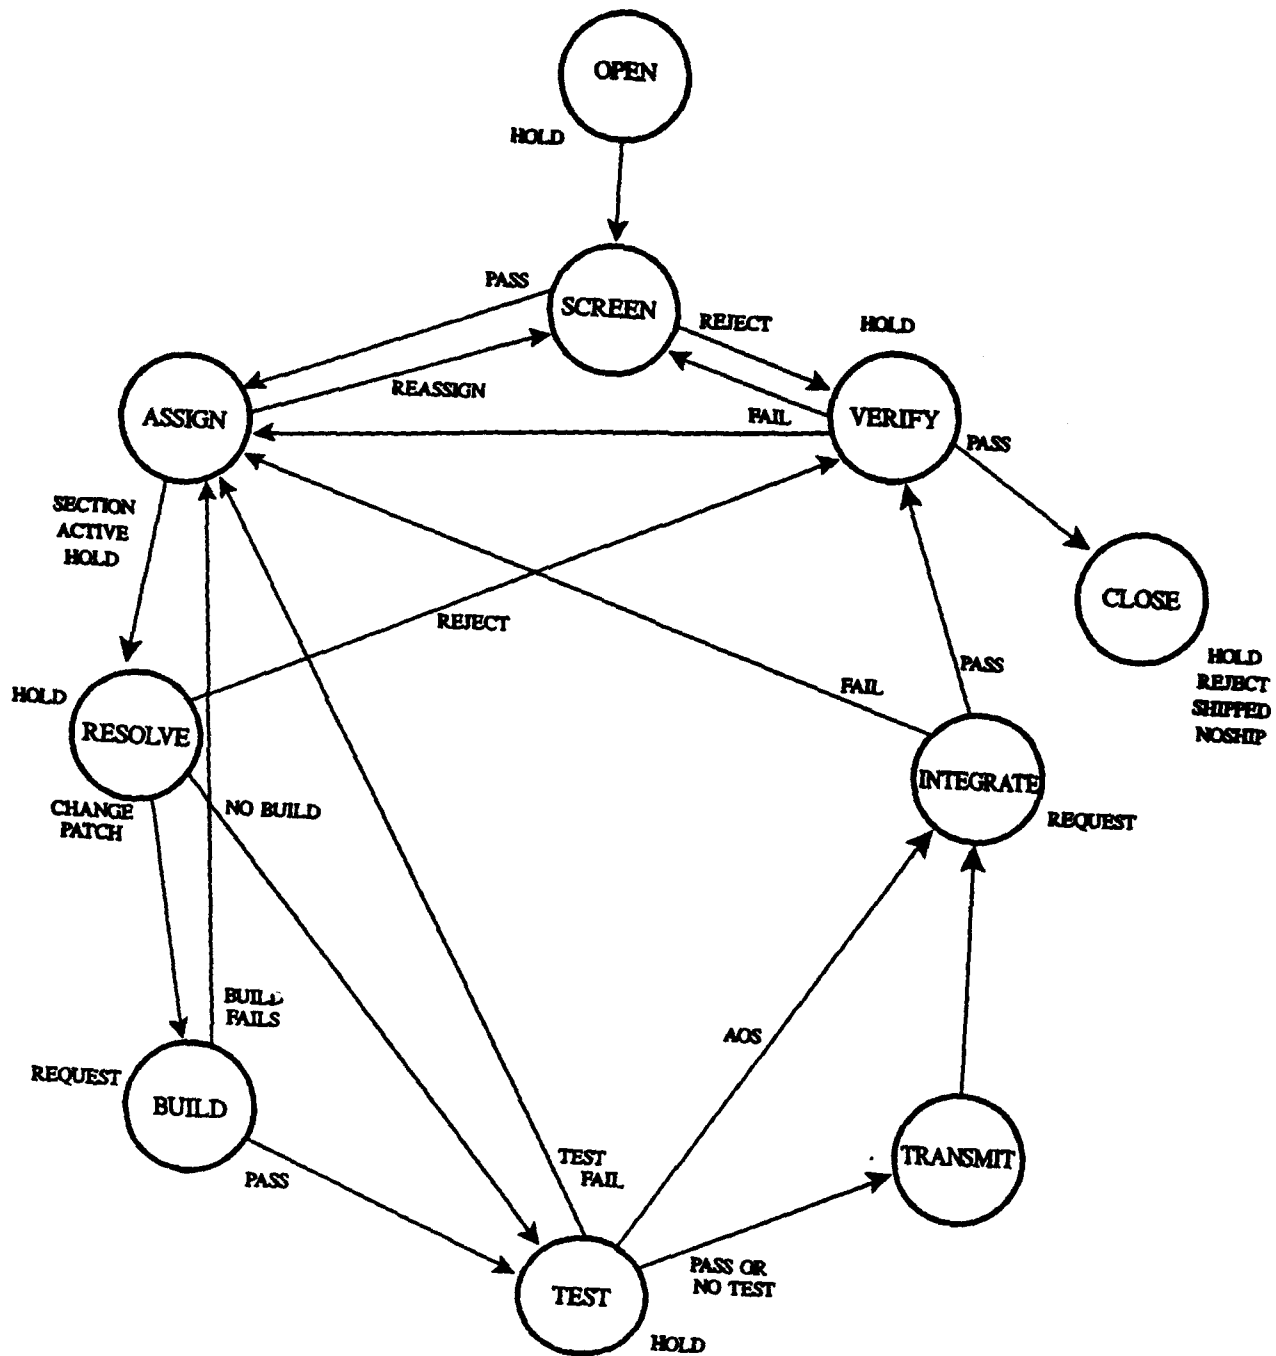 OPEN
HOLD
PASS
SCREEN
REJECT
HOLD
REASSIGN
ASSIGN
FAIL
VERIFY
PASS
SECTION
ACTIVE
HOLD
CLOSE
REJECT
HOLD
REJECT
SHIPPED
NOSHIP
PASS
FAIL
HOLD
RESOLVE
INTEGRATE
CHANGE
PATCH
NO BUILD
REQUEST
BUILD
FAILS
AOS
REQUEST
BUILD
PASS
TEST
FAIL
TRANSMIT
PASS OR
NO TEST
TEST
HOLD